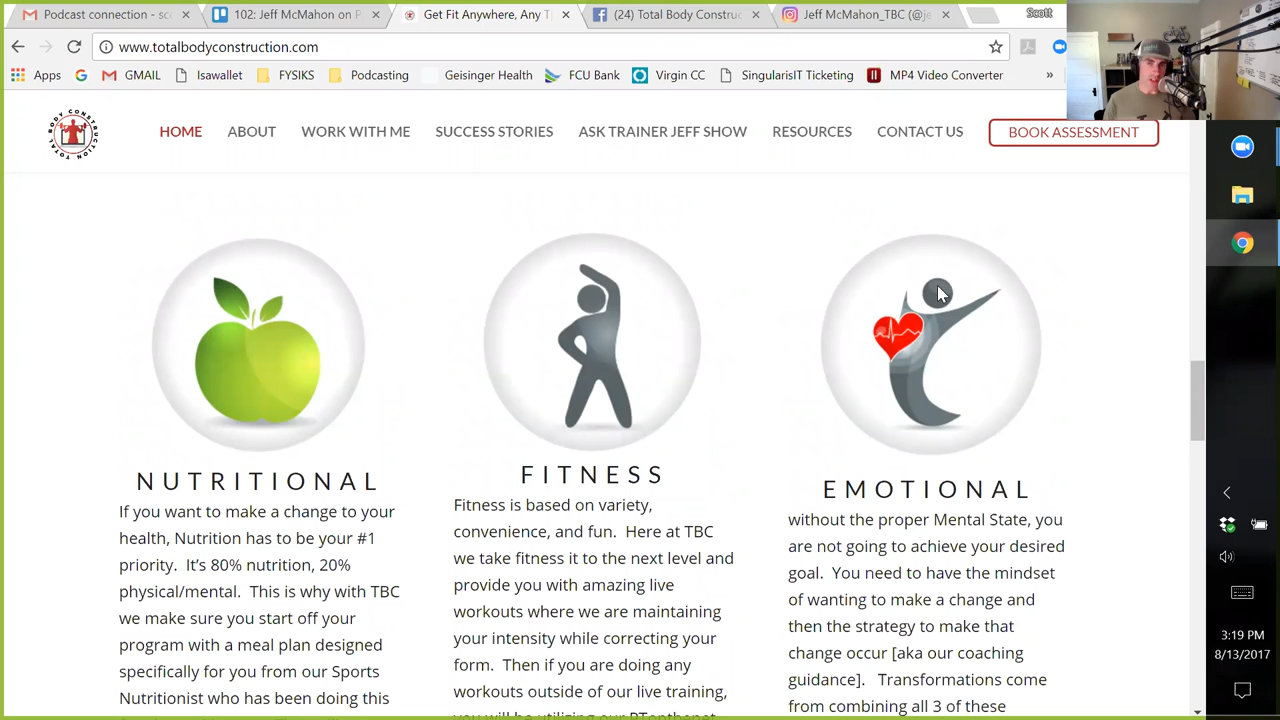 Podcast connection - sc
102: Jeff McMahon on P
Get Fit Anywhere, Any T
(24) Total Body Construc
Jeff McMahon_TBC (@je
Scott
www.totalbodyconstruction.com
Apps
GMAIL
Isawallet
FYSIKS
Podcasting
Geisinger Health
FCU Bank
Virgin CC
SingularisIT Ticketing
MP4 Video Converter
»
BODY CONSTRUCTION TOTAL
HOME
ABOUT
WORK WITH ME
SUCCESS STORIES
ASK TRAINER JEFF SHOW
RESOURCES
CONTACT US
BOOK ASSESSMENT
NUTRITIONAL
If you want to make a change to your
health, Nutrition has to be your #1
priority.  It's 80% nutrition, 20%
physical/mental.  This is why with TBC
we make sure you start off your
program with a meal plan designed
specifically for you from our Sports
Nutritionist who has been doing this
FITNESS
Fitness is based on variety,
convenience, and fun.  Here at TBC
we take fitness it to the next level and
provide you with amazing live
workouts where we are maintaining
your intensity while correcting your
form.  Then if you are doing any
workouts outside of our live training,
you will be utilizing our PTonthenet
EMOTIONAL
without the proper Mental State, you
are not going to achieve your desired
goal.  You need to have the mindset
of wanting to make a change and
then the strategy to make that
change occur [aka our coaching
guidance].   Transformations come
from combining all 3 of these
3:19 PM
8/13/2017